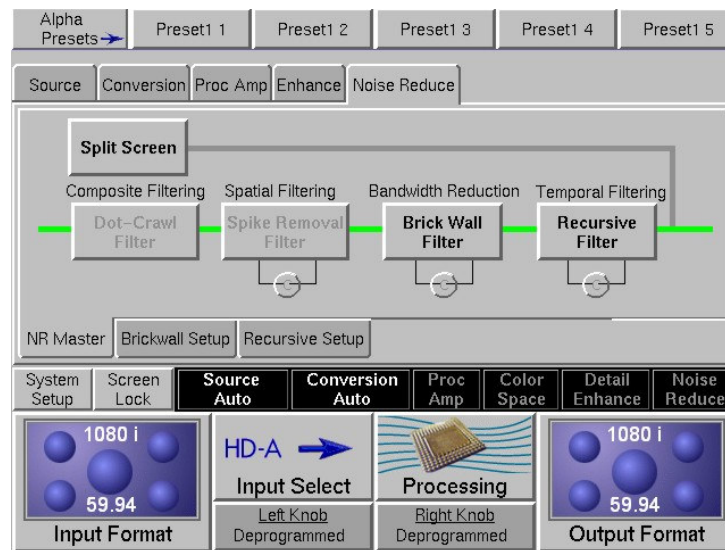 Alpha Presets Preset1 1 Preset1 2 Preset1 3 Preset1 4 Preset1 5
Source Conversion Proc Amp Enhance Noise Reduce
Split Screen
Composite Filtering Spatial Filtering Bandwidth Reduction Temporal Filtering
Dot-Crawl Filter Spike Removal Filter Brick Wall Filter Recursive Filter
NR Master Brickwall Setup Recursive Setup
System Setup Screen Lock Source Auto Conversion Auto Proc Amp Color Space Detail Enhance Noise Reduce
1080 i
59.94
Input Format
HD-A
Input Select
Left Knob
Deprogrammed
Processing
Right Knob
Deprogrammed
1080 i
59.94
Output Format